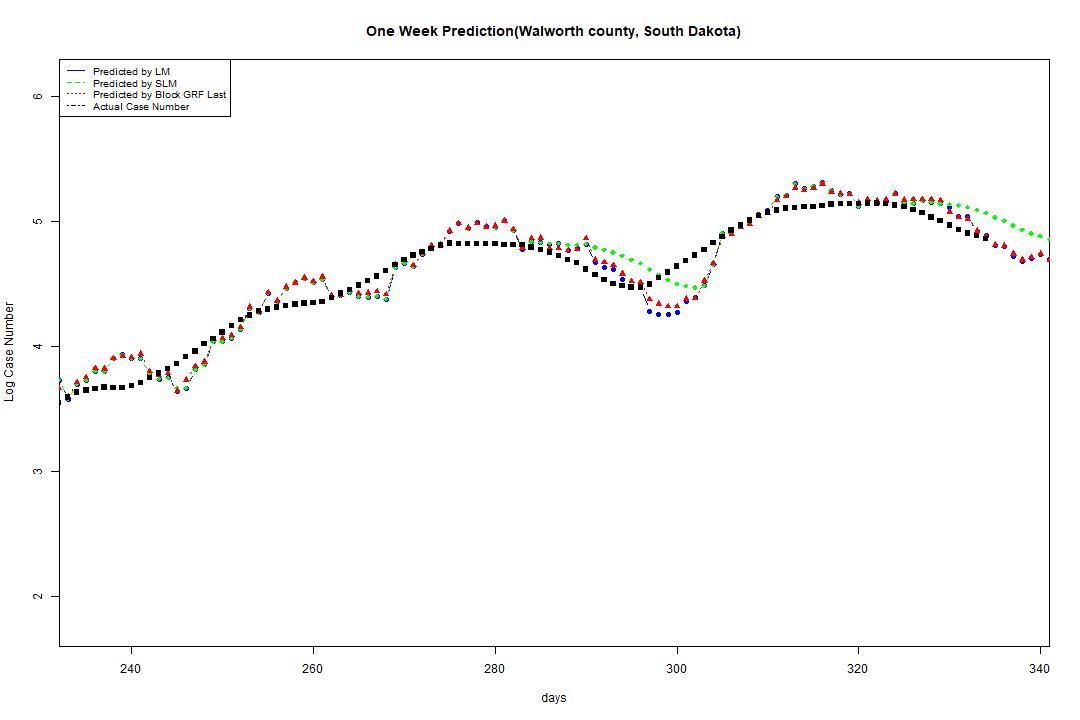 One Week Prediction(Walworth county, South Dakota)
Predicted by LM
Predicted by SLM
Predicted by Block GRF Last
Actual Case Number
6
5
4
3
2
Log Case Number
240 260 280 300 320 340
days